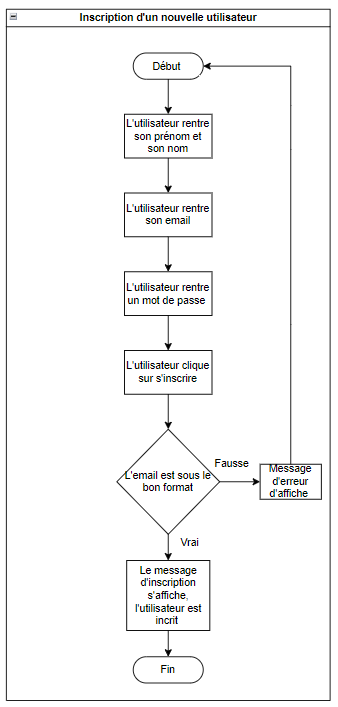 Inscription d'un nouvelle utilisateur
Début
L'utilisateur rentre
son prénom et
son nom
L'utilisateur rentre
son email
L'utilisateur rentre
un mot de passe
L'utilisateur clique
sur s'inscrire
L'email est sous le
bon format
Fausse
Message
d'erreur
d'affiche
Vrai
Le message
d'inscription
s'affiche,
l'utilisateur est
incrit
Fin